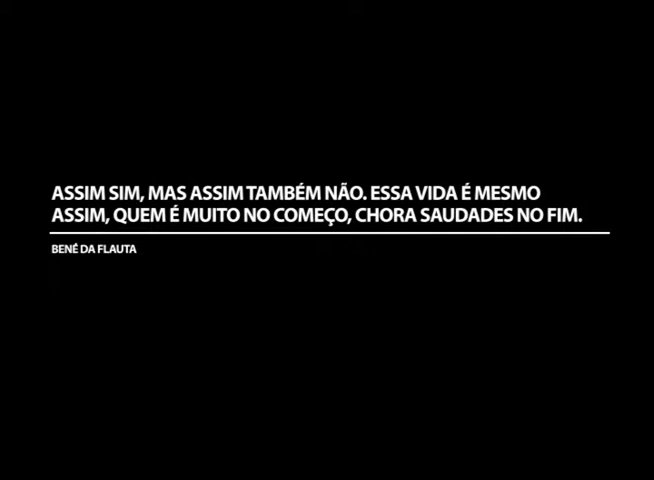 ASSIM SIM, MAS ASSIM TAMBÉM NÃO. ESSA VIDA É MESMO
ASSIM, QUEM É MUITO NO COMEÇO, CHORA SAUDADES NO FIM.
BENÉ DA FLAUTA